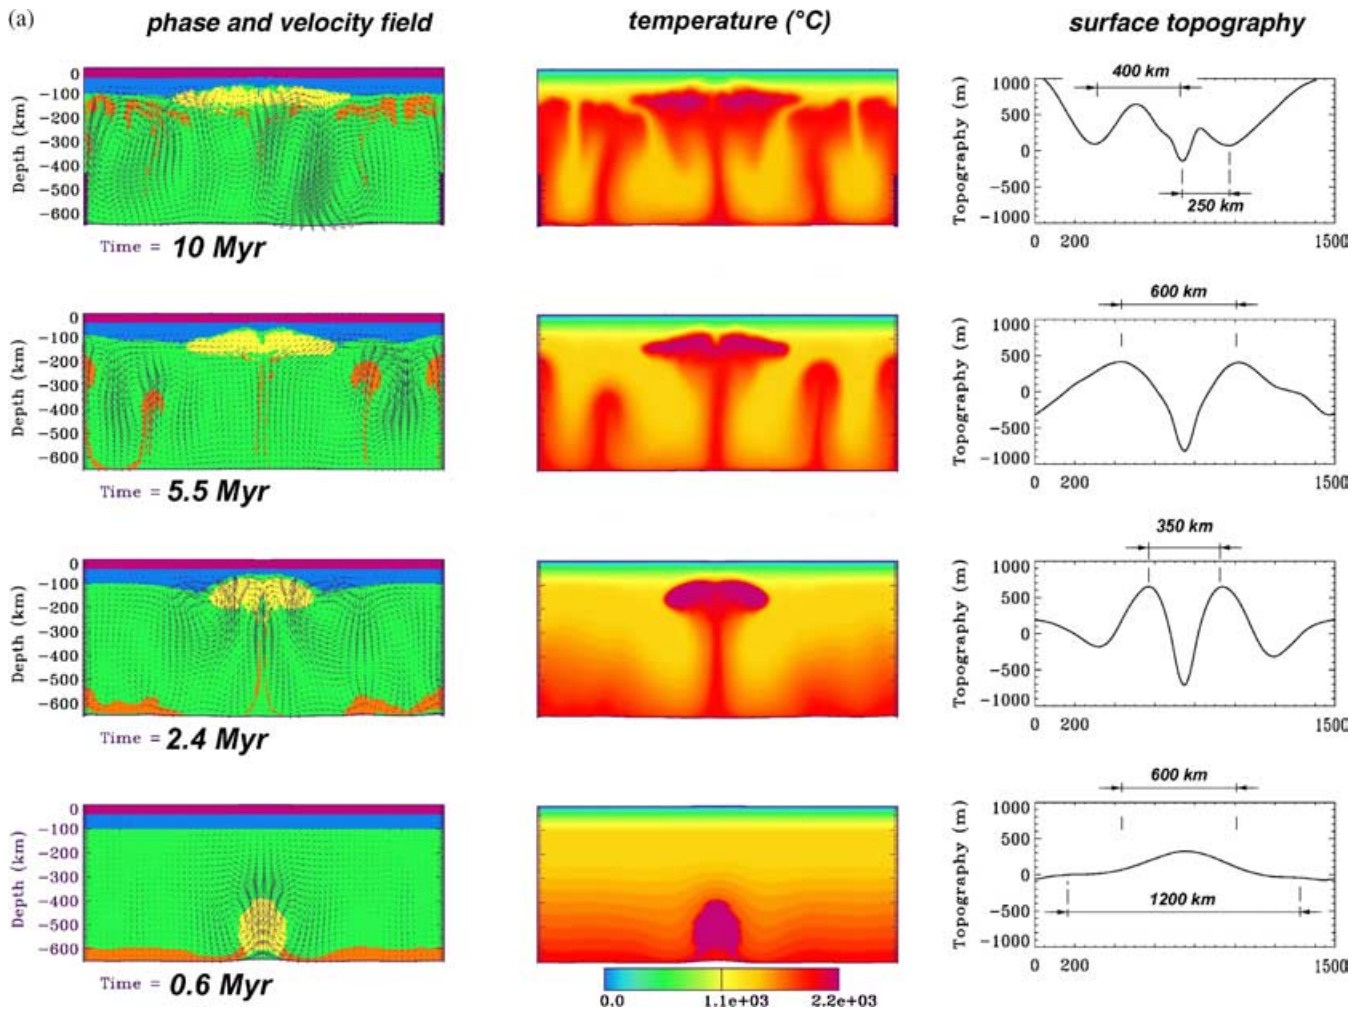 (a)
phase and velocity field
temperature (°C)
surface topography
Depth (km)
0
−100
−200
−300
−400
−500
−600
Time = 10 Myr
Topography (m)
1000
500
0
−500
−1000
400 km
250 km
0 200 1500
Depth (km)
0
−100
−200
−300
−400
−500
−600
Time = 5.5 Myr
600 km
Topography (m)
1000
500
0
−500
−1000
0 200 1500
Depth (km)
0
−100
−200
−300
−400
−500
−600
Time = 2.4 Myr
350 km
Topography (m)
1000
500
0
−500
−1000
0 200 1500
Depth (km)
0
−100
−200
−300
−400
−500
−600
Time = 0.6 Myr
0.0 1.1e+03 2.2e+03
600 km
Topography (m)
1000
500
0
−500
−1000
1200 km
0 200 1500